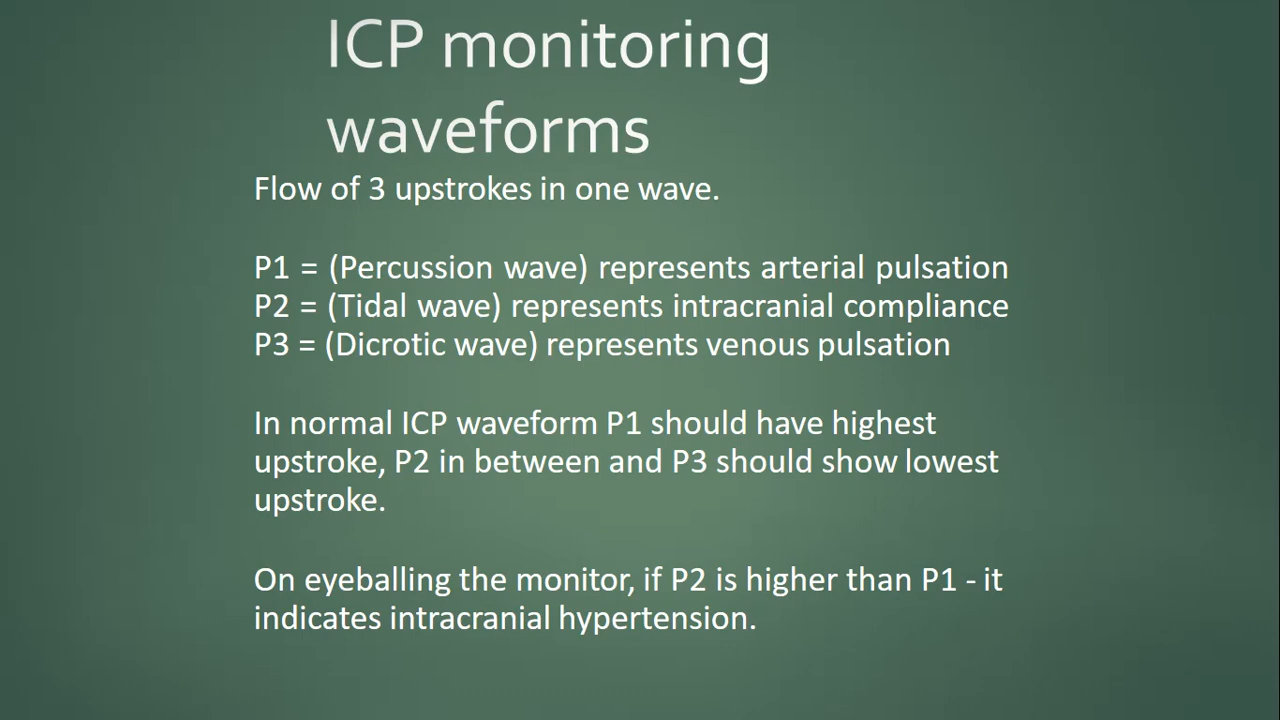 ICP monitoring
waveforms
Flow of 3 upstrokes in one wave.
P1 = (Percussion wave) represents arterial pulsation
P2 = (Tidal wave) represents intracranial compliance
P3 = (Dicrotic wave) represents venous pulsation
In normal ICP waveform P1 should have highest
upstroke, P2 in between and P3 should show lowest
upstroke.
On eyeballing the monitor, if P2 is higher than P1 - it
indicates intracranial hypertension.